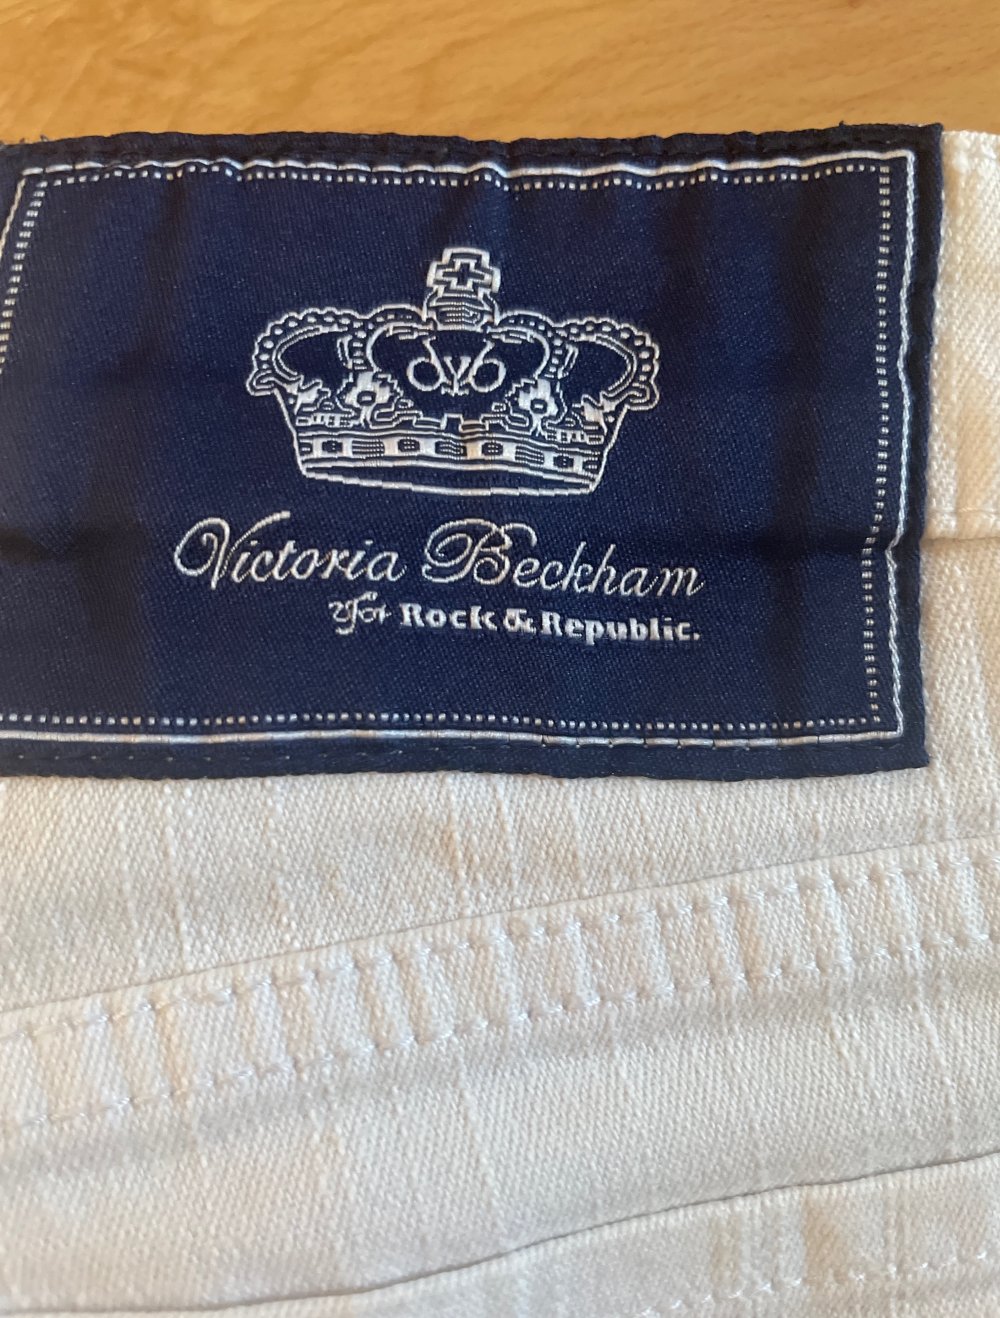 dVb
Victoria Beckham
for Rock & Republic.